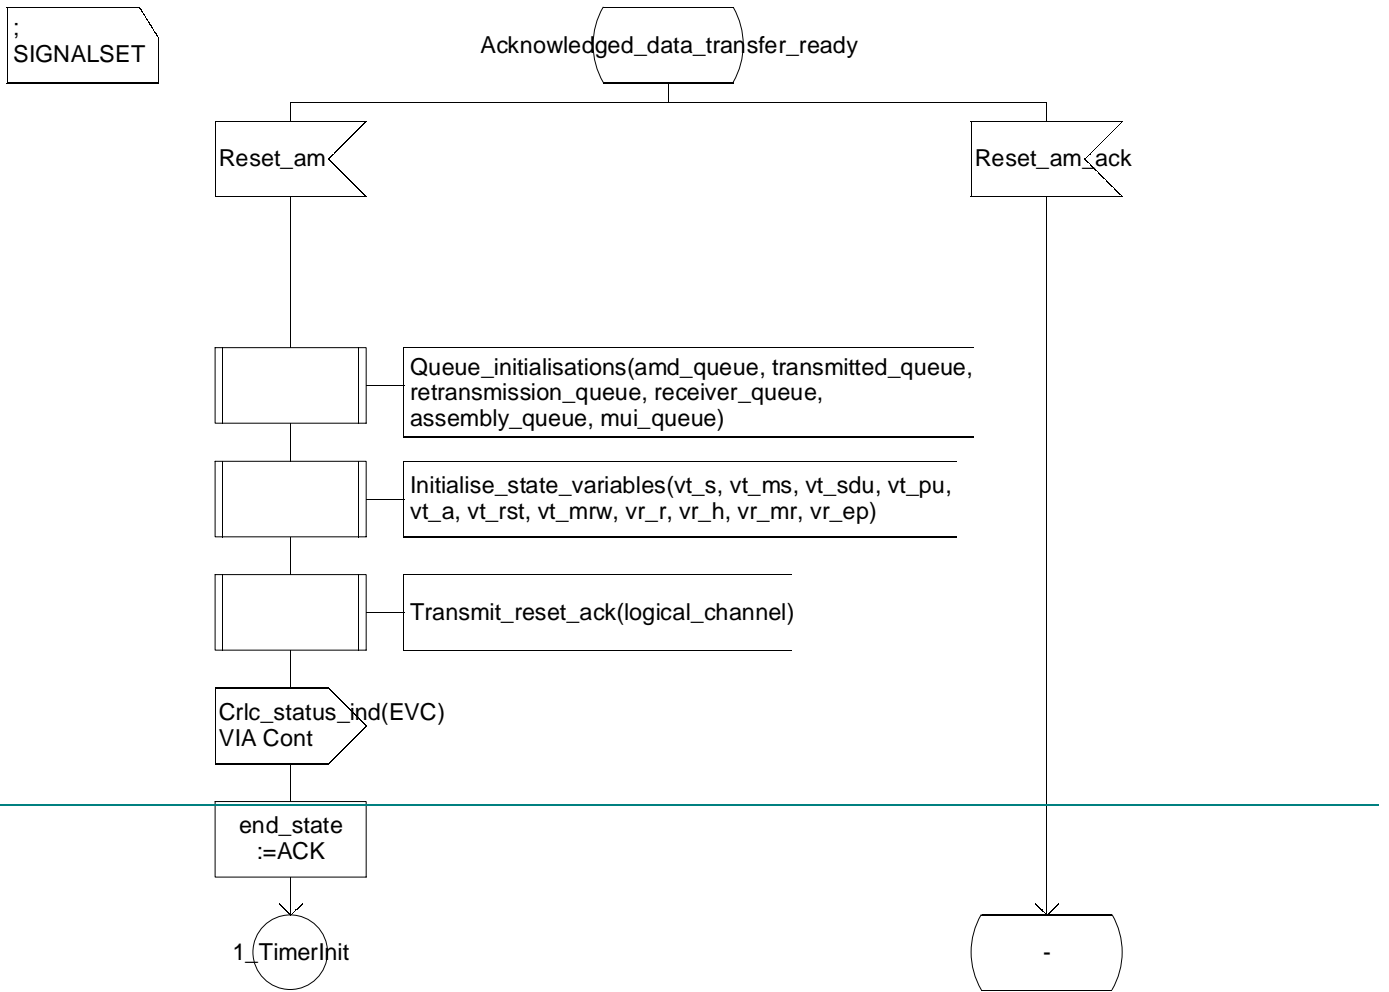 ;
SIGNALSET
Acknowledged_data_transfer_ready
Reset_am
Reset_am_ack
Queue_initialisations(amd_queue, transmitted_queue,
retransmission_queue, receiver_queue,
assembly_queue, mui_queue)
Initialise_state_variables(vt_s, vt_ms, vt_sdu, vt_pu,
vt_a, vt_rst, vt_mrw, vr_r, vr_h, vr_mr, vr_ep)
Transmit_reset_ack(logical_channel)
Crlc_status_ind(EVC)
VIA Cont
end_state
:=ACK
1_TimerInit
-